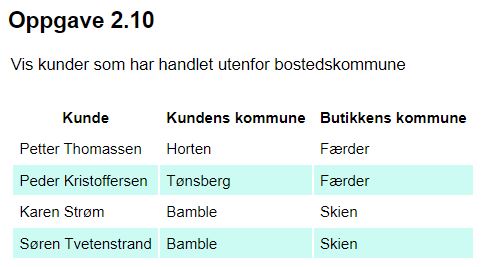 Oppgave 2.10
Vis kunder som har handlet utenfor bostedskommune
Kunde Kundens kommune Butikkens kommune
Petter Thomassen Horten Færder
Peder Kristoffersen Tønsberg Færder
Karen Strøm Bamble Skien
Søren Tvetenstrand Bamble Skien